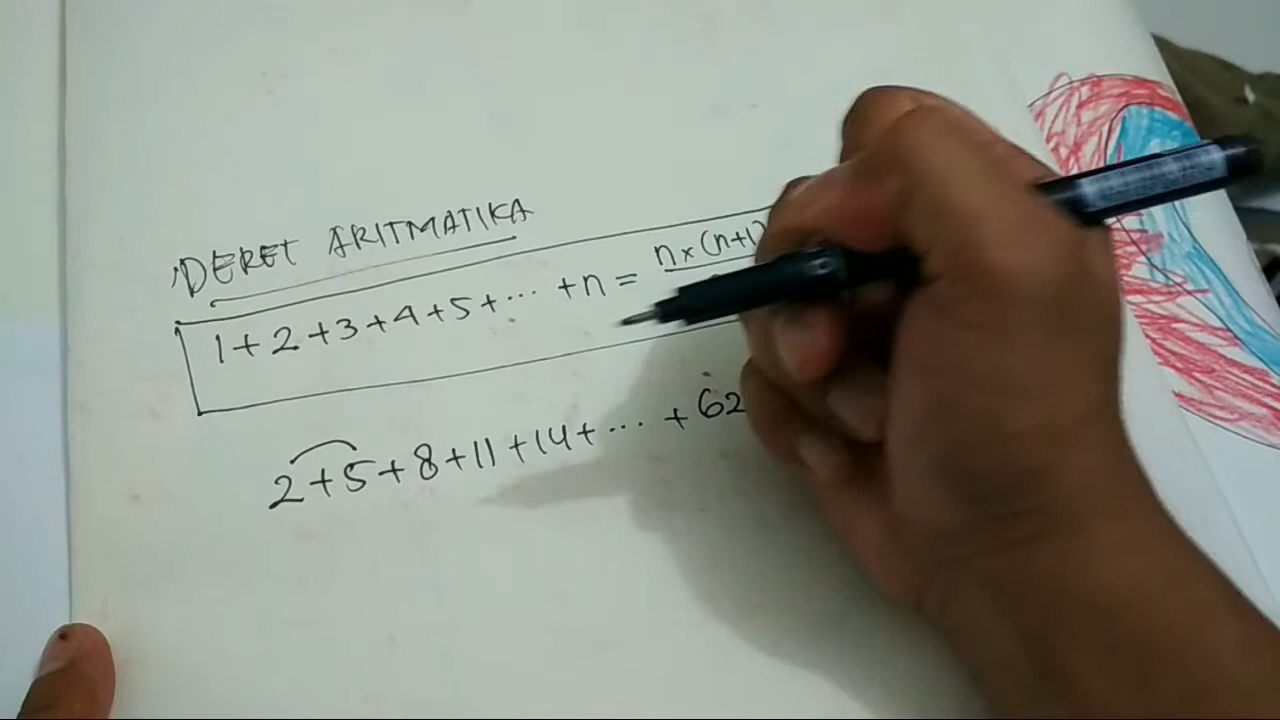 DERET ARITMATIKA
1+2+3+4+5+... +n = n×(n+1)
2+5+8+11+14+... +62